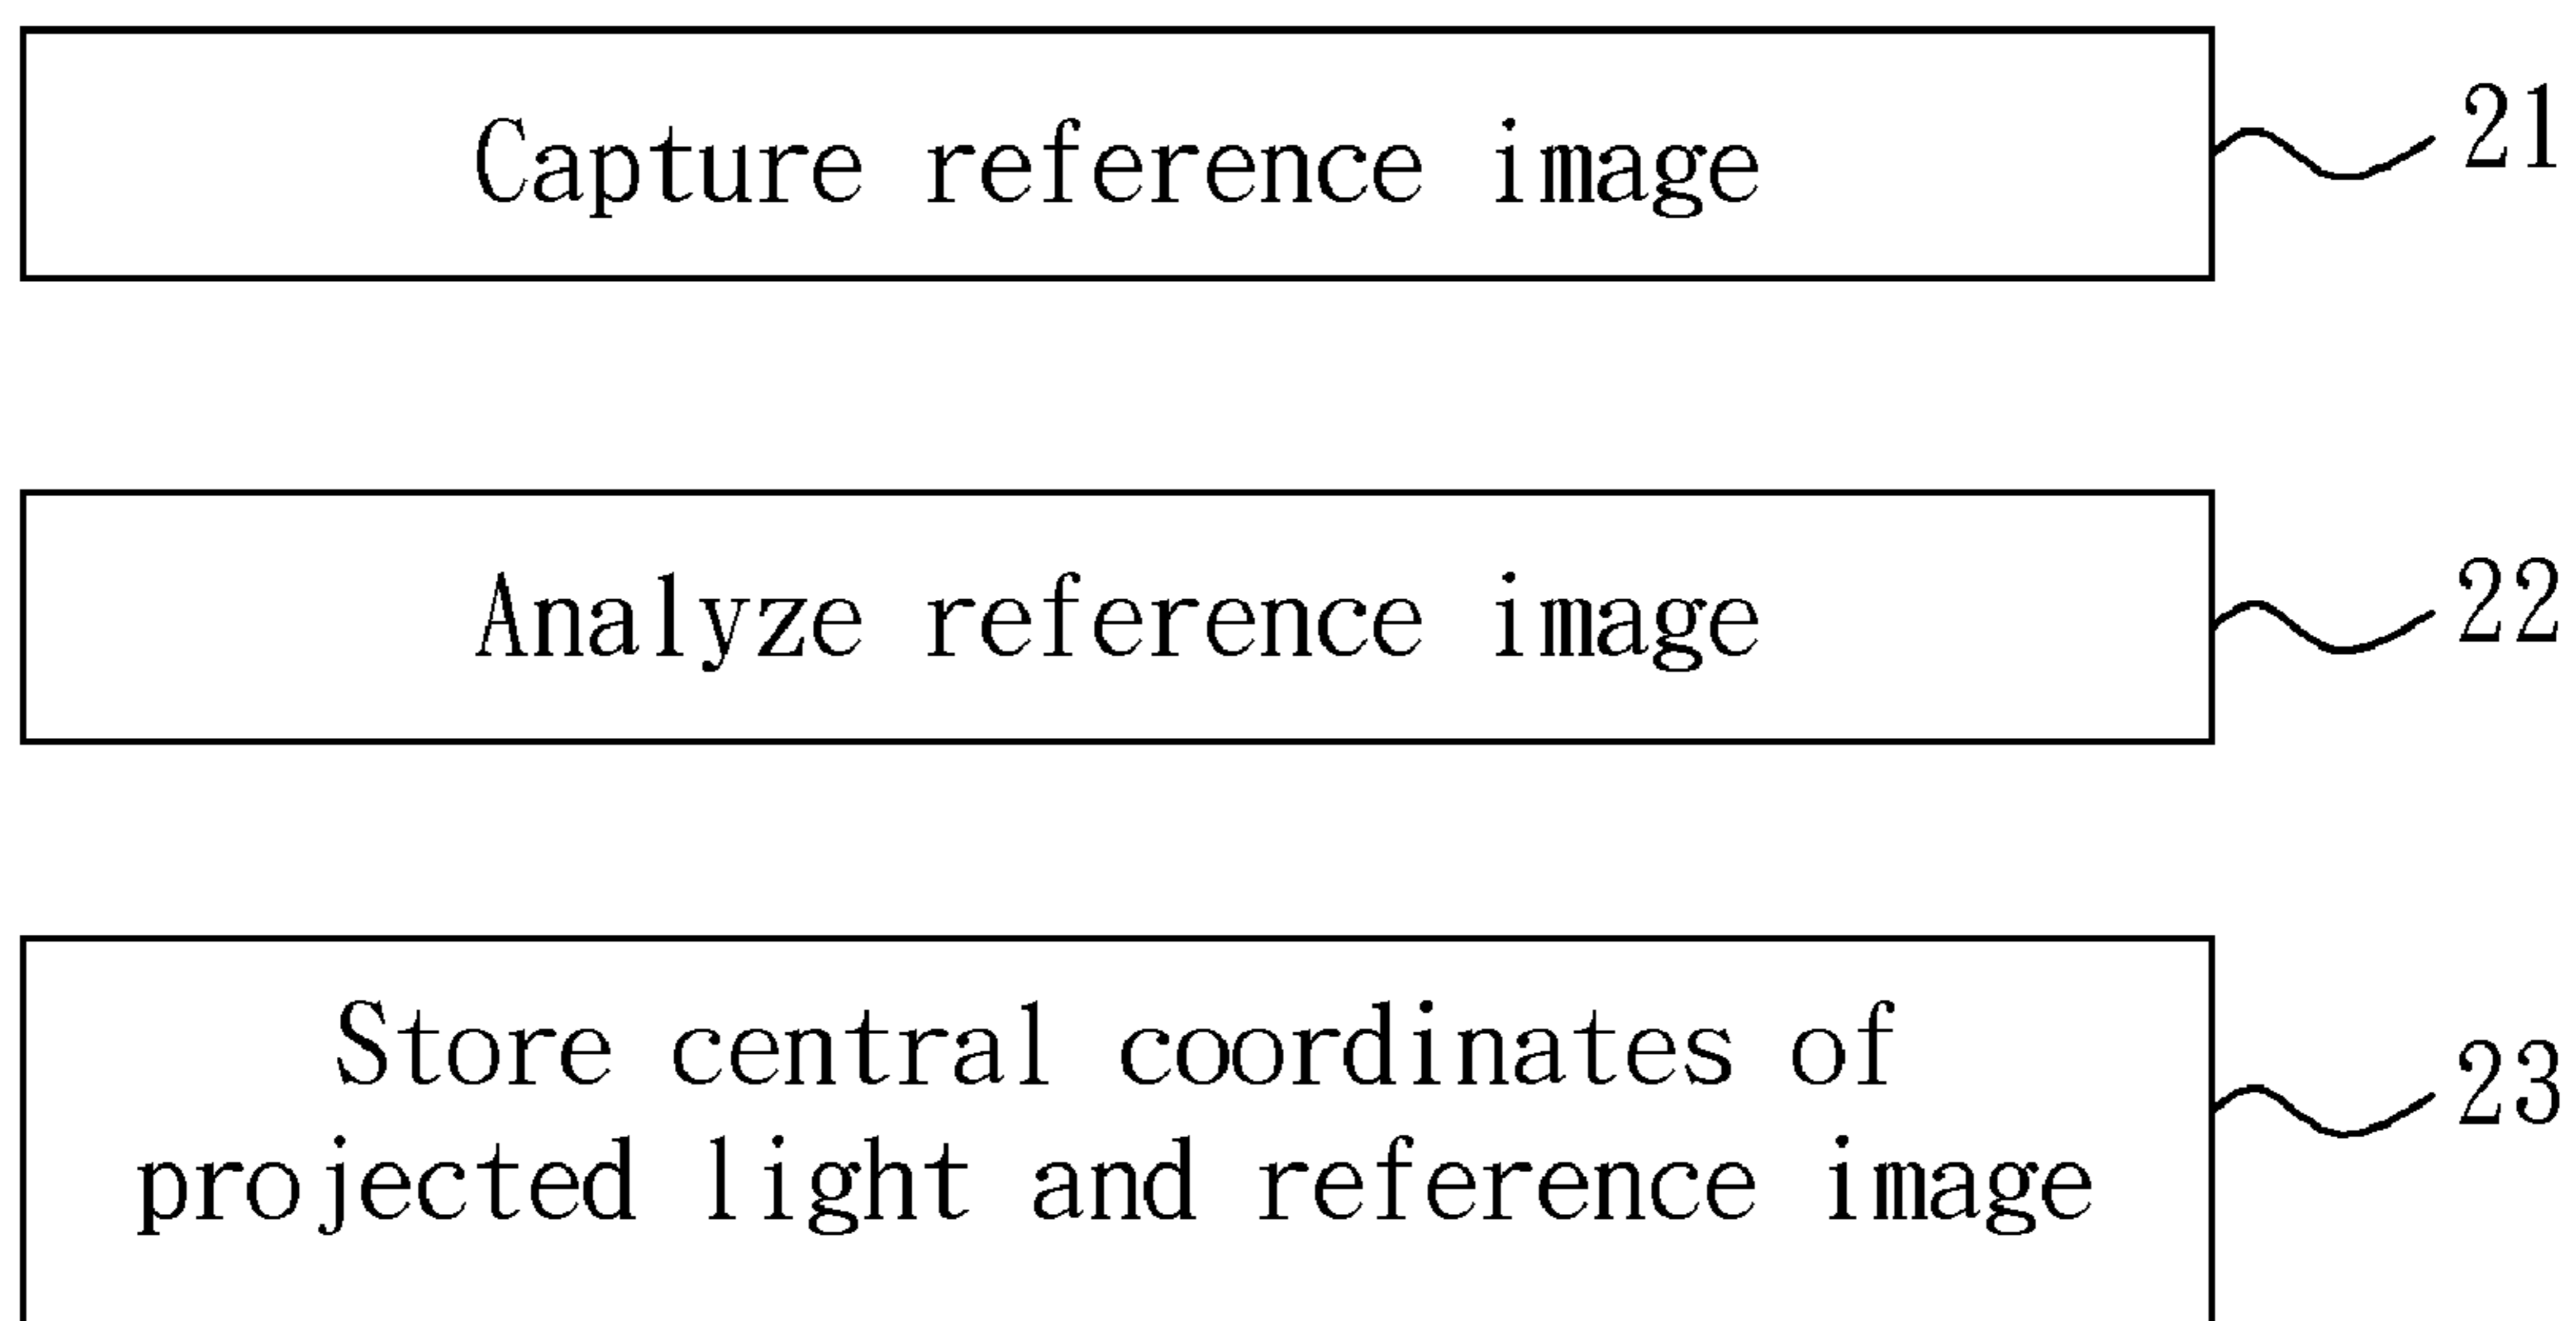 Capture reference image 21
Analyze reference image 22
Store central coordinates of
projected light and reference image 23